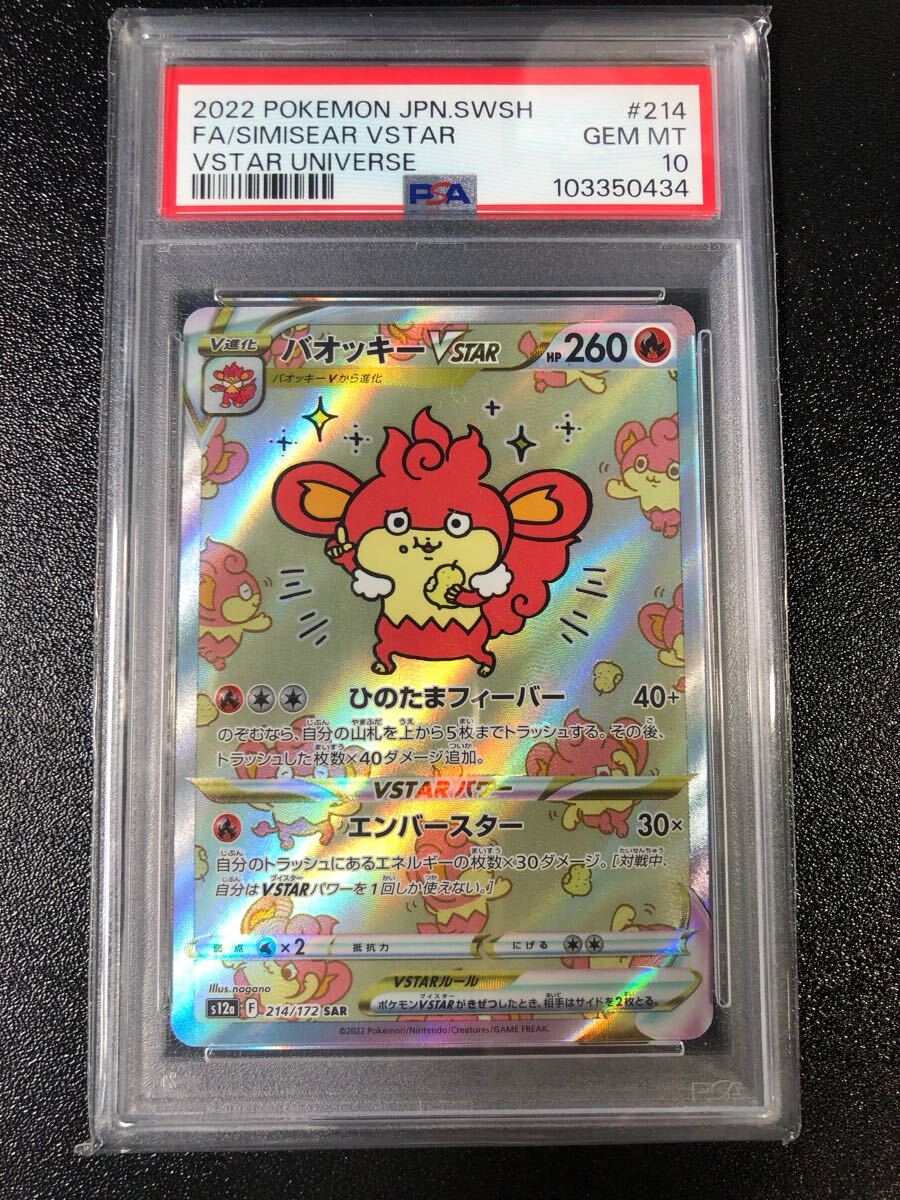 2022 POKEMON JPN.SWSH #214
FA/SIMISEAR VSTAR GEM MT
VSTAR UNIVERSE 10
PSA 103350434
V進化 バオッキーVSTAR HP 260
バオッキーVから進化
ひのたまフィーバー 40+
のぞむなら、自分の山札を上から5枚までトラッシュする。その後、
トラッシュした枚数×40ダメージ追加。
VSTARパワー
エンバースター 30×
自分のトラッシュにあるエネルギーの枚数×30ダメージ。[対戦中、
自分はVSTARパワーを1回しか使えない。]
弱点 ×2 抵抗力 にげる
Illus.nagano
VSTARルール
ポケモンVSTARがきぜつしたとき、相手はサイドを2枚とる。
s12a F 214/172 SAR
©2022 Pokémon/Nintendo/Creatures/GAME FREAK.
PSA